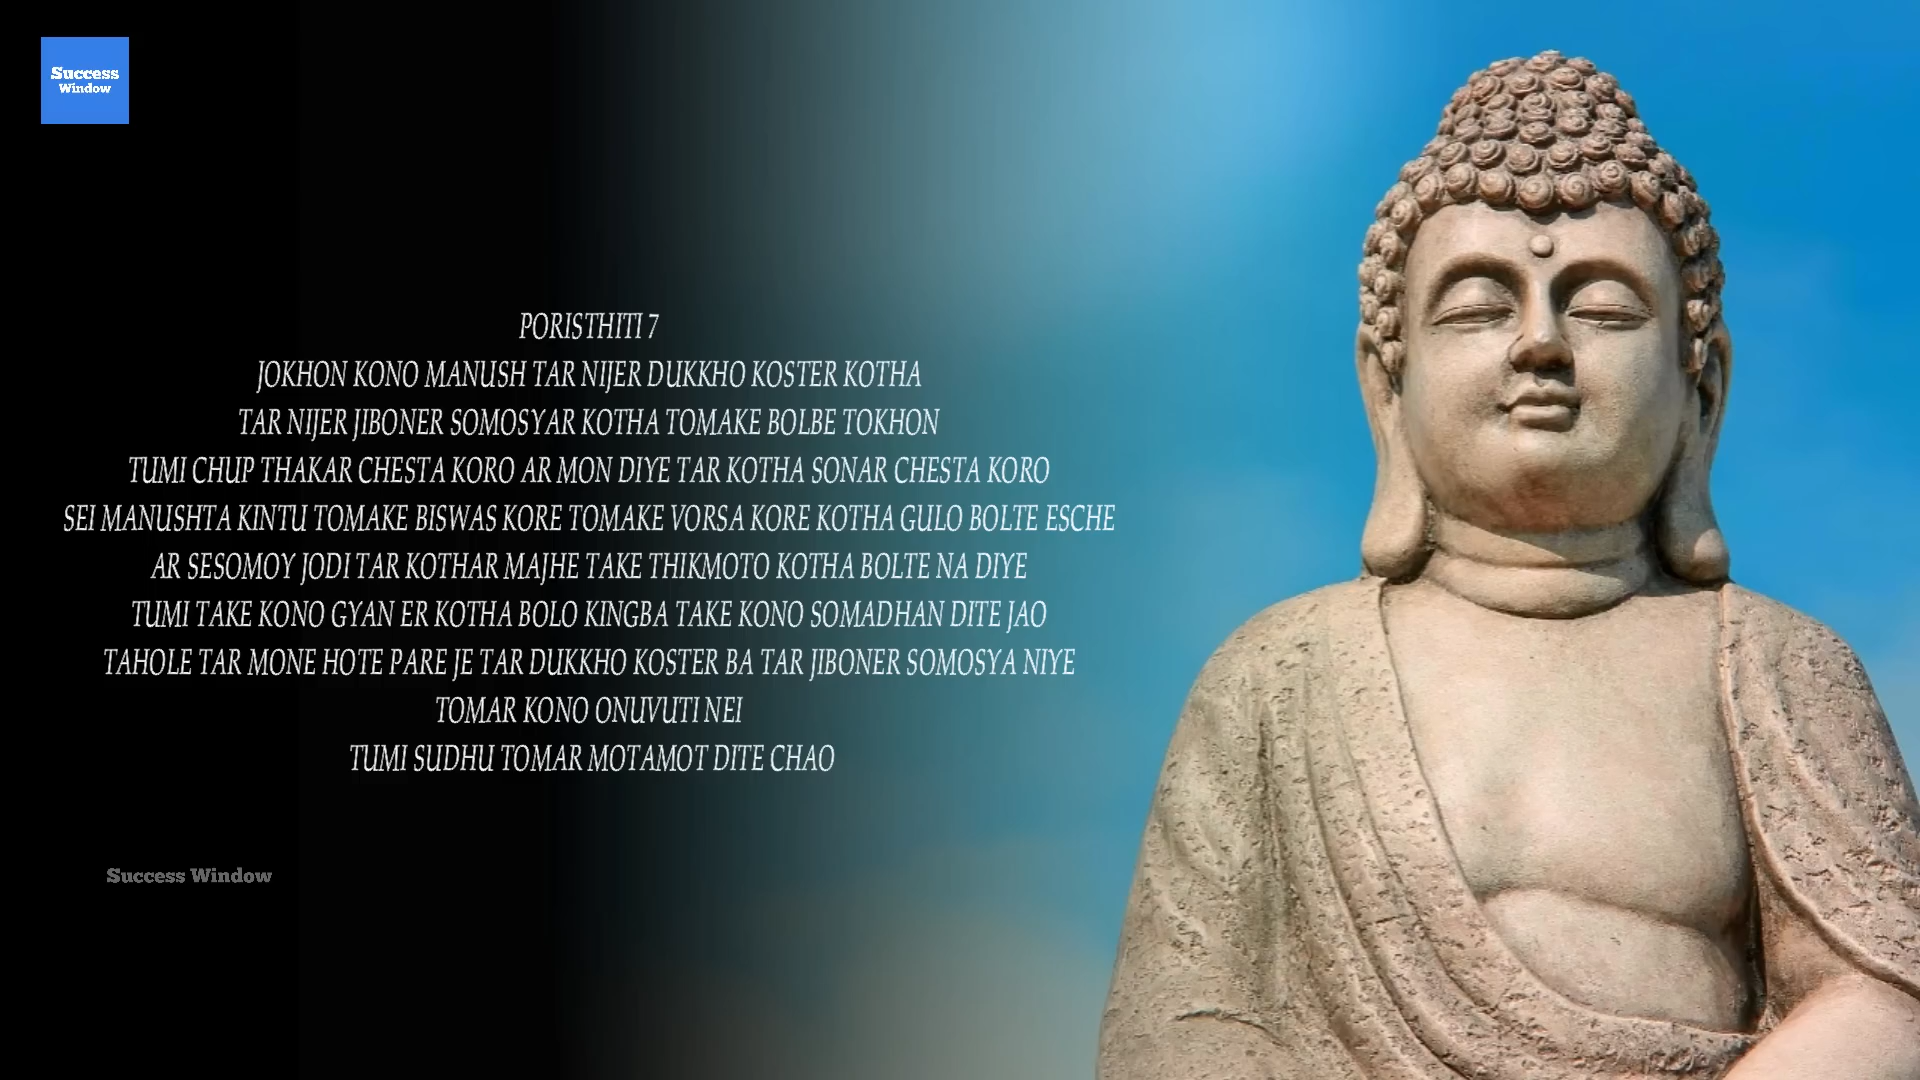 Success
Window
PORISTHITI 7
JOKHON KONO MANUSH TAR NIJER DUKKHO KOSTER KOTHA
TAR NIJER JIBONER SOMOSYAR KOTHA TOMAKE BOLBE TOKHON
TUMI CHUP THAKAR CHESTA KORO AR MON DIYE TAR KOTHA SONAR CHESTA KORO
SEI MANUSHTA KINTU TOMAKE BISWAS KORE TOMAKE VORSA KORE KOTHA GULO BOLTE ESCHE
AR SESOMOY JODI TAR KOTHAR MAJHE TAKE THIKMOTO KOTHA BOLTE NA DIYE
TUMI TAKE KONO GYAN ER KOTHA BOLO KINGBA TAKE KONO SOMADHAN DITE JAO
TAHOLE TAR MONE HOTE PARE JE TAR DUKKHO KOSTER BA TAR JIBONER SOMOSYA NIYE
TOMAR KONO ONUVUTI NEI
TUMI SUDHU TOMAR MOTAMOT DITE CHAO
Success Window